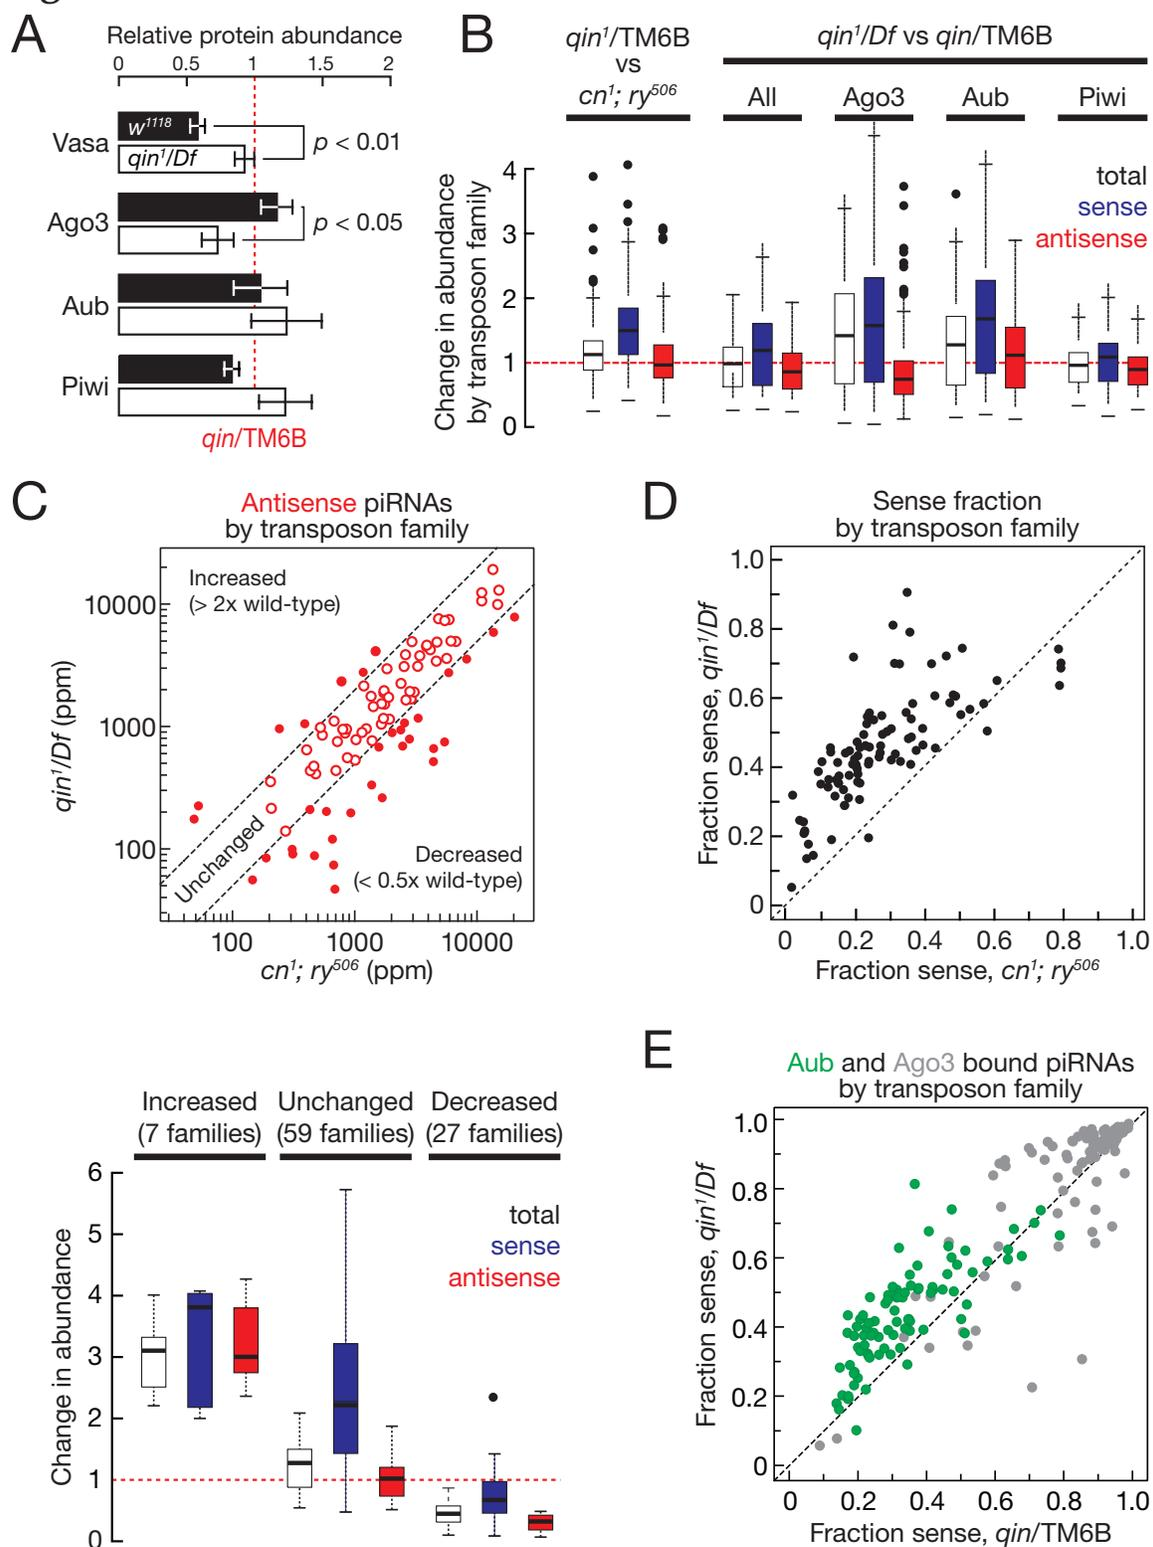 A
Relative protein abundance
0 0.5 1 1.5 2
Vasa
w1118
qin1/Df
p < 0.01
Ago3
p < 0.05
Aub
Piwi
qin/TM6B
B
qin1/TM6B
vs
cn1; ry506
qin1/Df vs qin/TM6B
All Ago3 Aub Piwi
Change in abundance
by transposon family
4
3
2
1
0
total
sense
antisense
C
Antisense piRNAs
by transposon family
Increased
(> 2x wild-type)
Unchanged
Decreased
(< 0.5x wild-type)
qin1/Df (ppm)
10000
1000
100
100 1000 10000
cn1; ry506 (ppm)
D
Sense fraction
by transposon family
Fraction sense, qin1/Df
1.0
0.8
0.6
0.4
0.2
0
0 0.2 0.4 0.6 0.8 1.0
Fraction sense, cn1; ry506
Increased
(7 families)
Unchanged
(59 families)
Decreased
(27 families)
Change in abundance
6
5
4
3
2
1
0
total
sense
antisense
E
Aub and Ago3 bound piRNAs
by transposon family
Fraction sense, qin1/Df
1.0
0.8
0.6
0.4
0.2
0
0 0.2 0.4 0.6 0.8 1.0
Fraction sense, qin/TM6B